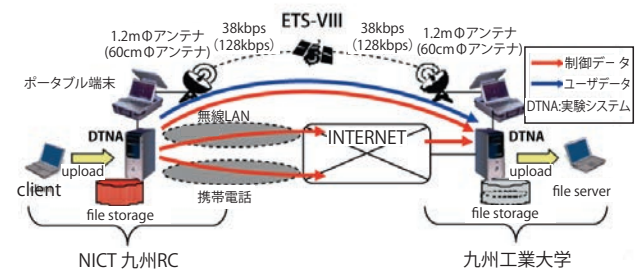 ETS-VIII
1.2mΦアンテナ
(60cmΦアンテナ)
38kbps
(128kbps)
38kbps
(128kbps)
1.2mΦアンテナ
(60cmΦアンテナ)
制御データ
ユーザデータ
DTNA:実験システム
ポータブル端末
無線LAN
DTNA
INTERNET
DTNA
upload
client
file storage
携帯電話
upload
file server
file storage
NICT 九州RC
九州工業大学